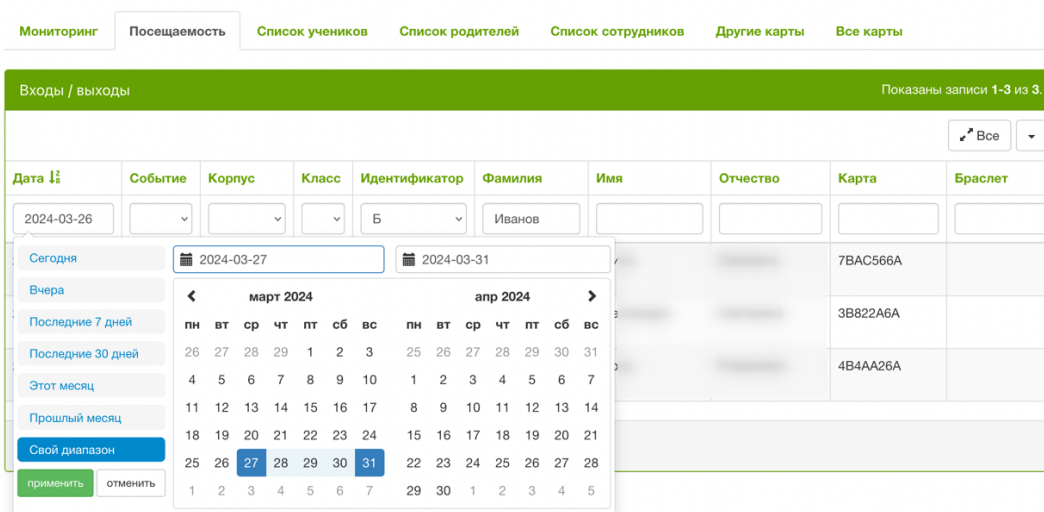 Мониторинг Посещаемость Список учеников Список родителей Список сотрудников Другие карты Все карты
Входы / выходы Показаны записи 1-3 из 3.
Все
Дата Событие Корпус Класс Идентификатор Фамилия Имя Отчество Карта Браслет
2024-03-26 Б Иванов
Сегодня 2024-03-27 2024-03-31 7BAC566A
Вчера март 2024 апр 2024
Последние 7 дней пн вт ср чт пт сб вс пн вт ср чт пт сб вс 3B822A6A
Последние 30 дней 26 27 28 29 1 2 3 25 26 27 28 29 30 31 4B4AA26A
Этот месяц 4 5 6 7 8 9 10 1 2 3 4 5 6 7
Прошлый месяц 11 12 13 14 15 16 17 8 9 10 11 12 13 14
18 19 20 21 22 23 24 15 16 17 18 19 20 21
Свой диапазон 25 26 27 28 29 30 31 22 23 24 25 26 27 28
применить отменить 1 2 3 4 5 6 7 29 30 1 2 3 4 5